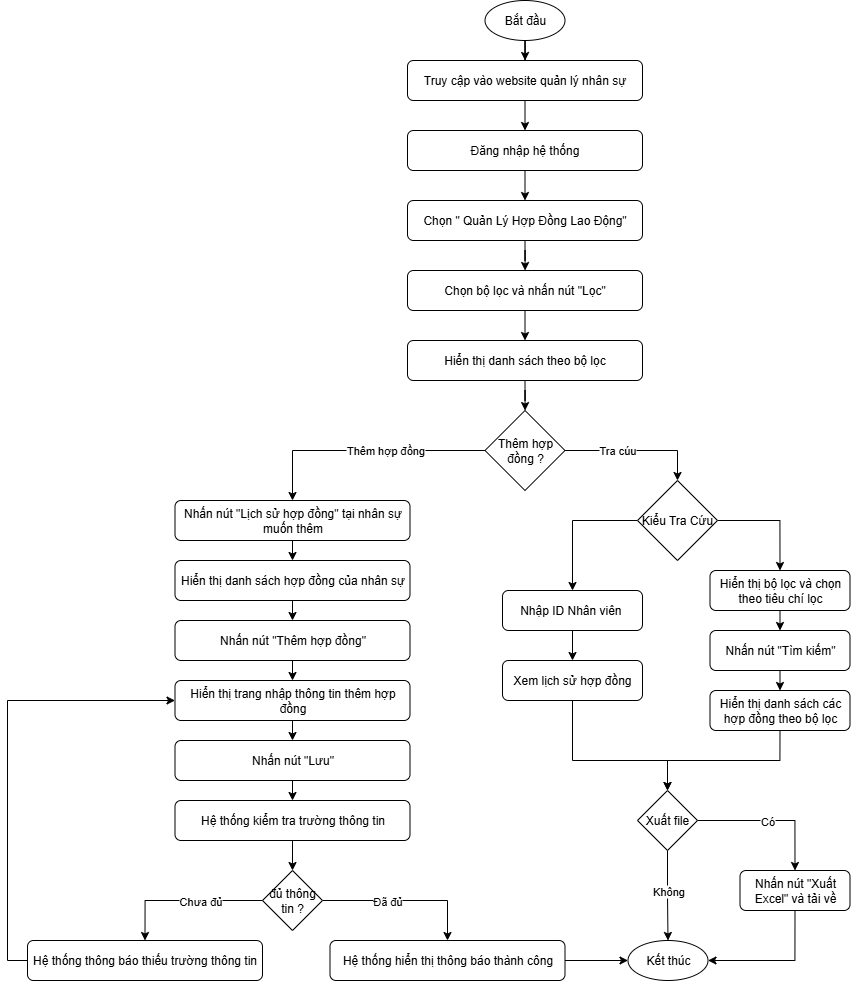 Bắt đầu
Truy cập vào website quản lý nhân sự
Đăng nhập hệ thống
Chọn " Quản Lý Hợp Đồng Lao Động"
Chọn bộ lọc và nhấn nút "Lọc"
Hiển thị danh sách theo bộ lọc
Thêm hợp
đồng ?
Thêm hợp đồng
Tra cứu
Nhấn nút "Lịch sử hợp đồng" tại nhân sự
muốn thêm
Hiển thị danh sách hợp đồng của nhân sự
Nhấn nút "Thêm hợp đồng"
Hiển thị trang nhập thông tin thêm hợp
đồng
Nhấn nút "Lưu"
Hệ thống kiểm tra trường thông tin
đủ thông
tin ?
Chưa đủ
Đã đủ
Hệ thống thông báo thiếu trường thông tin
Hệ thống hiển thị thông báo thành công
Kiểu Tra Cứu
Nhập ID Nhân viên
Xem lịch sử hợp đồng
Hiển thị bộ lọc và chọn
theo tiêu chí lọc
Nhấn nút "Tìm kiếm"
Hiển thị danh sách các
hợp đồng theo bộ lọc
Xuất file
Có
Không
Nhấn nút "Xuất
Excel" và tải về
Kết thúc